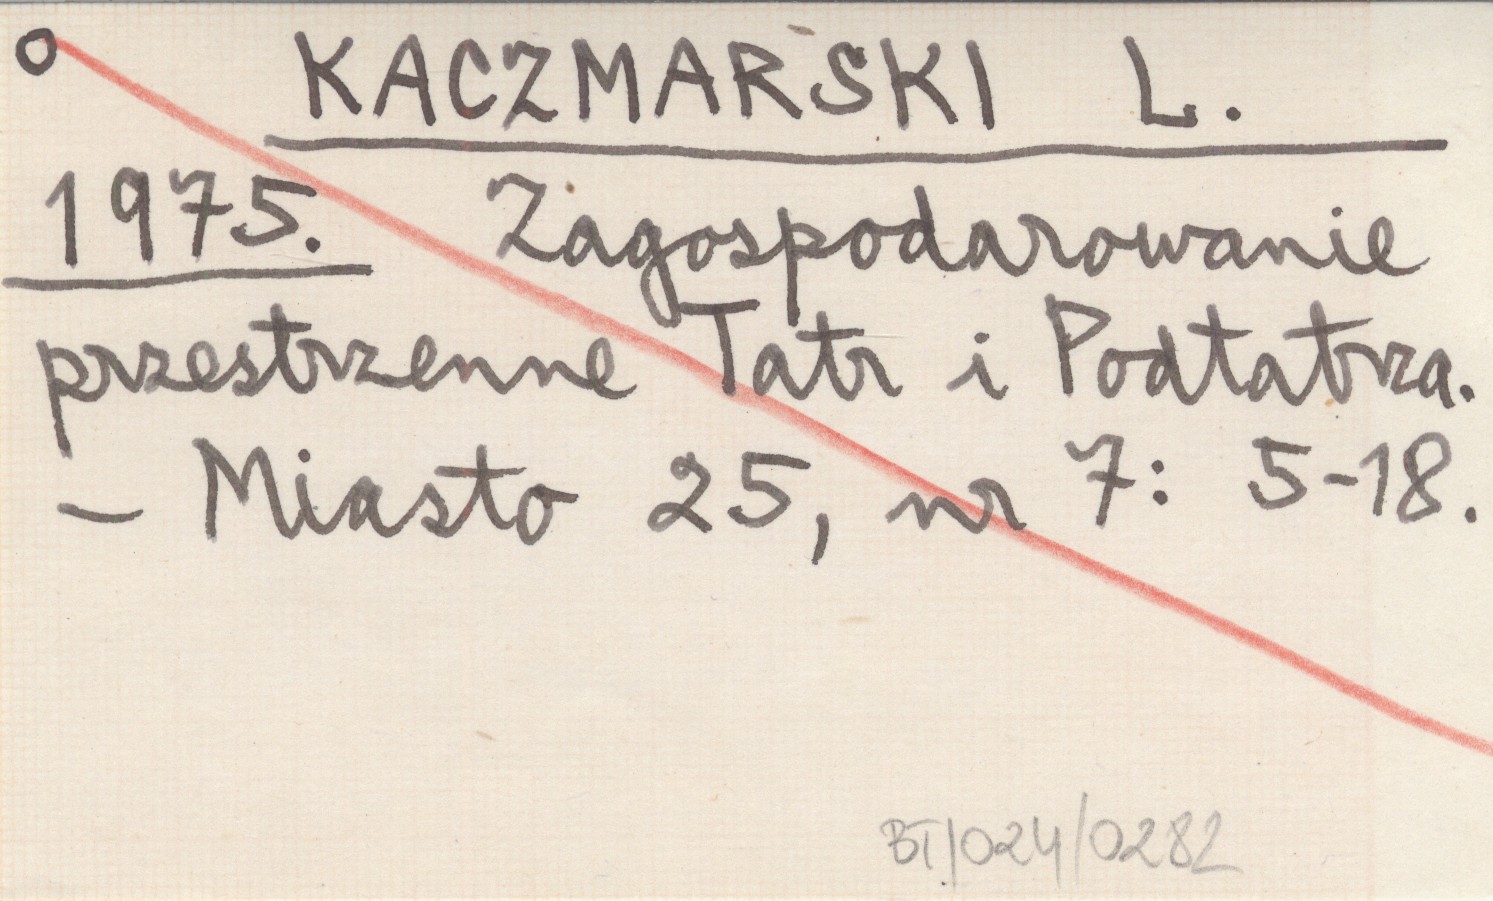 o KACZMARSKI L.
1975. Zagospodarowanie
przestrzenne Tatr i Podtatrza.
– Miasto 25, nr 7: 5-18.
BT/024/0282